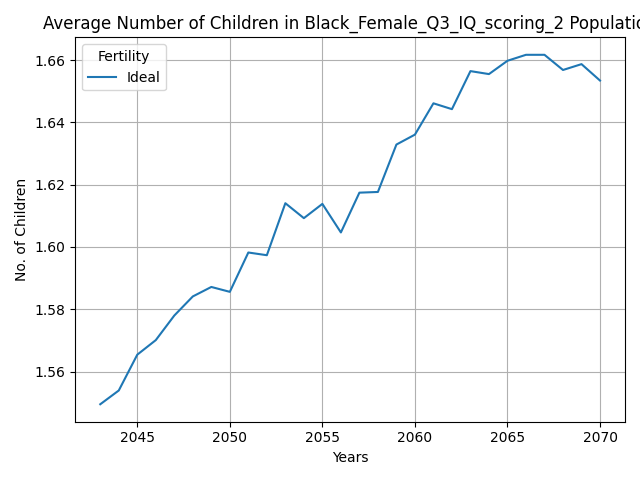 Average Number of Children in Black_Female_Q3_IQ_scoring_2 Populatio
Fertility
Ideal
No. of Children
1.66
1.64
1.62
1.60
1.58
1.56
2045 2050 2055 2060 2065 2070
Years